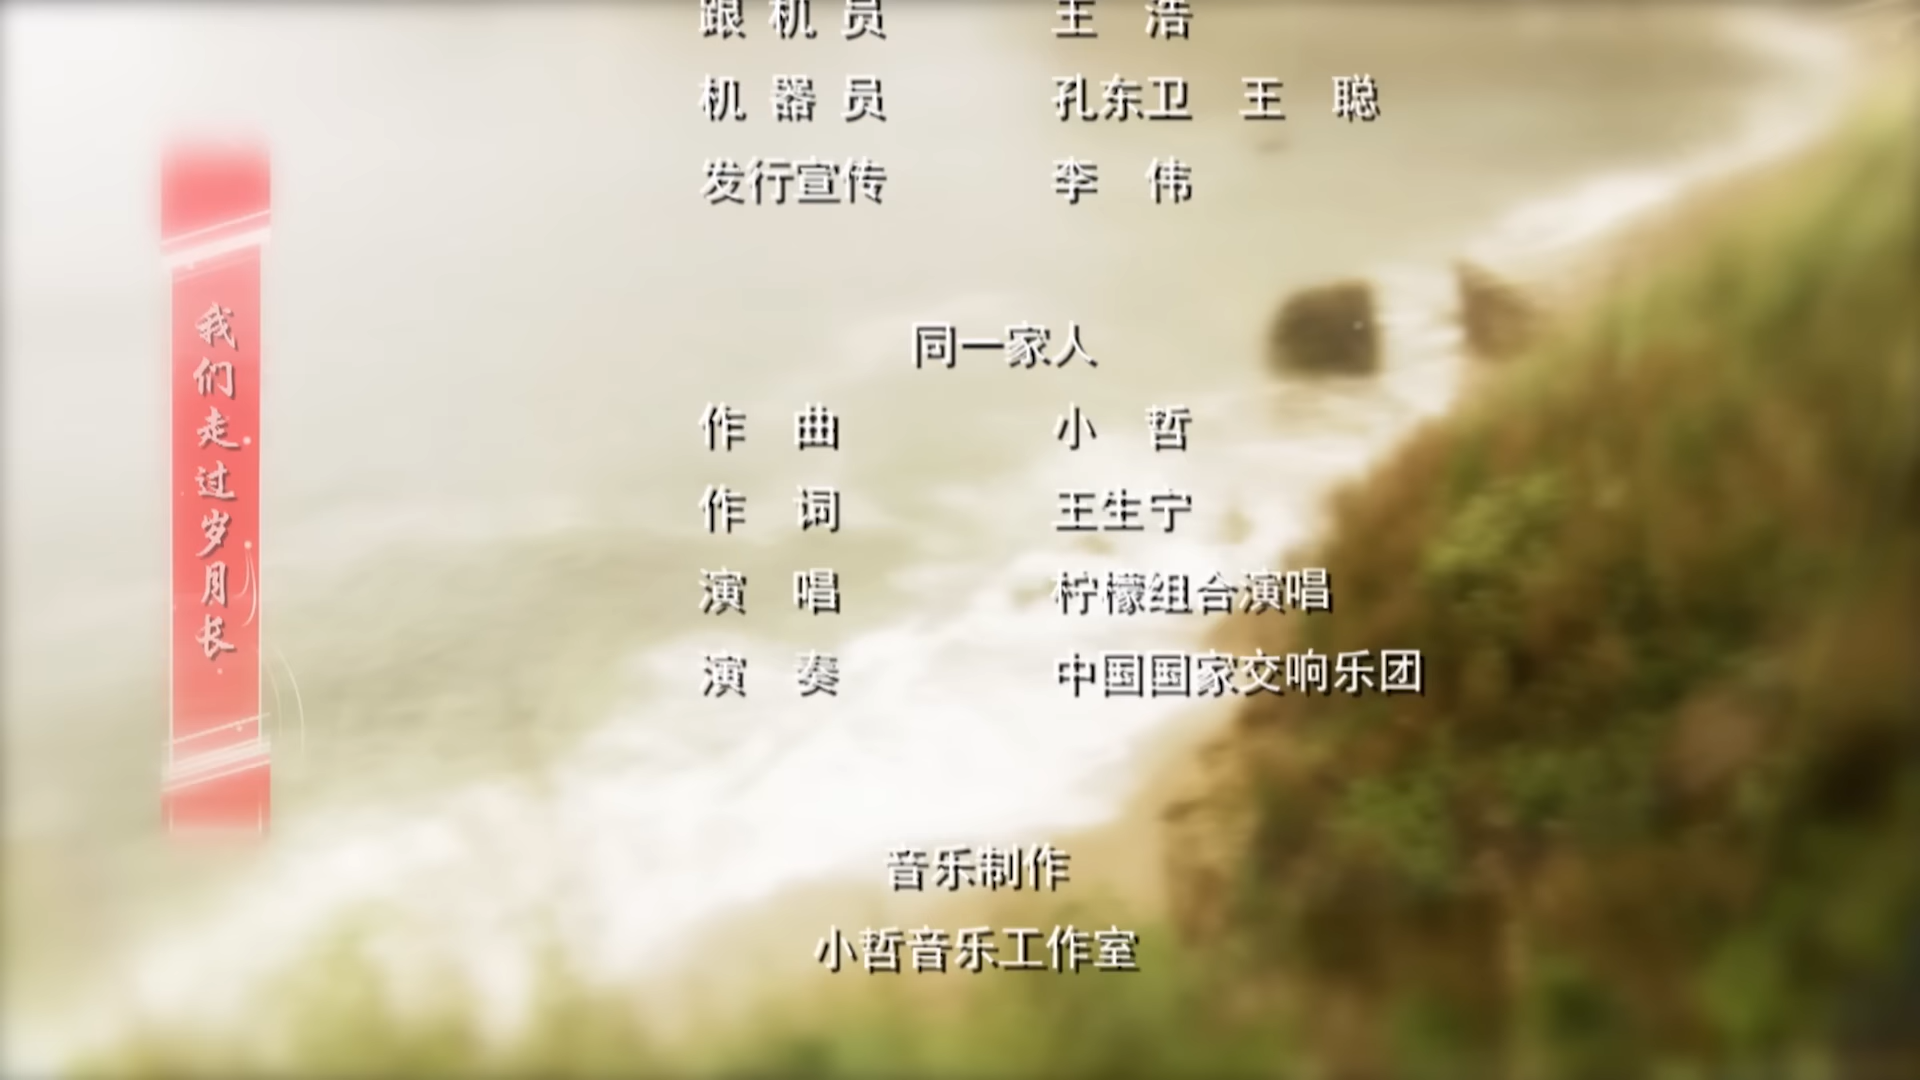 跟机员 王浩
机器员 孔东卫 王聪
发行宣传 李伟
同一家人
作曲 小哲
作词 王生宁
演唱 柠檬组合演唱
演奏 中国国家交响乐团
音乐制作
小哲音乐工作室
我们走过岁月长